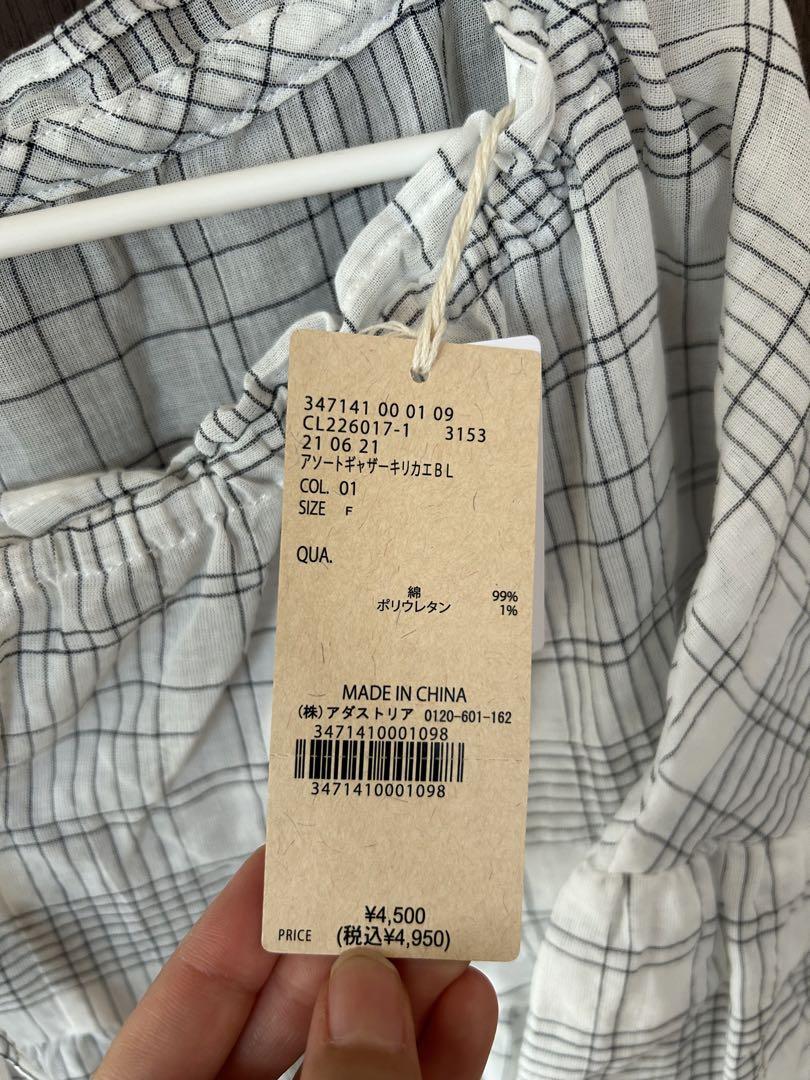 347141 00 01 09
CL226017-1 3153
21 06 21
アソートギャザーキリカエBL
COL. 01
SIZE F
QUA.
綿 99%
ポリウレタン 1%
MADE IN CHINA
(株)アダストリア 0120-601-162
3471410001098
3471410001098
¥4,500
PRICE (税込¥4,950)